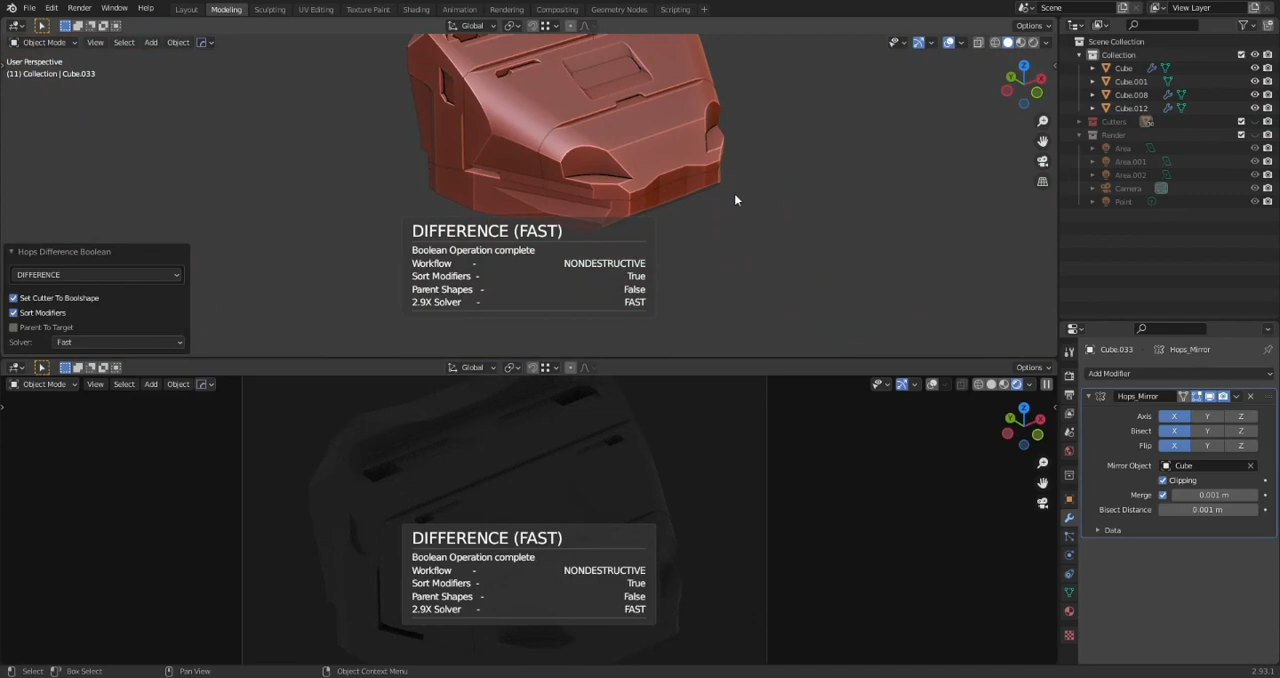 File Edit Render Window Help Layout Modeling Sculpting UV Editing Texture Paint Shading Animation Rendering Compositing Geometry Nodes Scripting + Scene View Layer
Global Options
Object Mode View Select Add Object
User Perspective
(11) Collection | Cube.033
Z
Y X
DIFFERENCE (FAST)
Boolean Operation complete
Workflow - NONDESTRUCTIVE
Sort Modifiers - True
Parent Shapes - False
2.9X Solver - FAST
Hops Difference Boolean
DIFFERENCE
Set Cutter To Boolshape
Sort Modifiers
Parent To Target
Solver: Fast
Global Options
Object Mode View Select Add Object
Z
Y X
DIFFERENCE (FAST)
Boolean Operation complete
Workflow - NONDESTRUCTIVE
Sort Modifiers - True
Parent Shapes - False
2.9X Solver - FAST
Scene Collection
Collection
Cube
Cube.001
Cube.008
Cube.012
Cutters
Render
Area
Area.001
Area.002
Camera
Point
Cube.033 Hops_Mirror
Add Modifier
Hops_Mirror
Axis X Y Z
Bisect X Y Z
Flip X Y Z
Mirror Object Cube
Clipping
Merge 0.001 m
Bisect Distance 0.001 m
Data
Select Box Select Pan View Object Context Menu 2.93.1